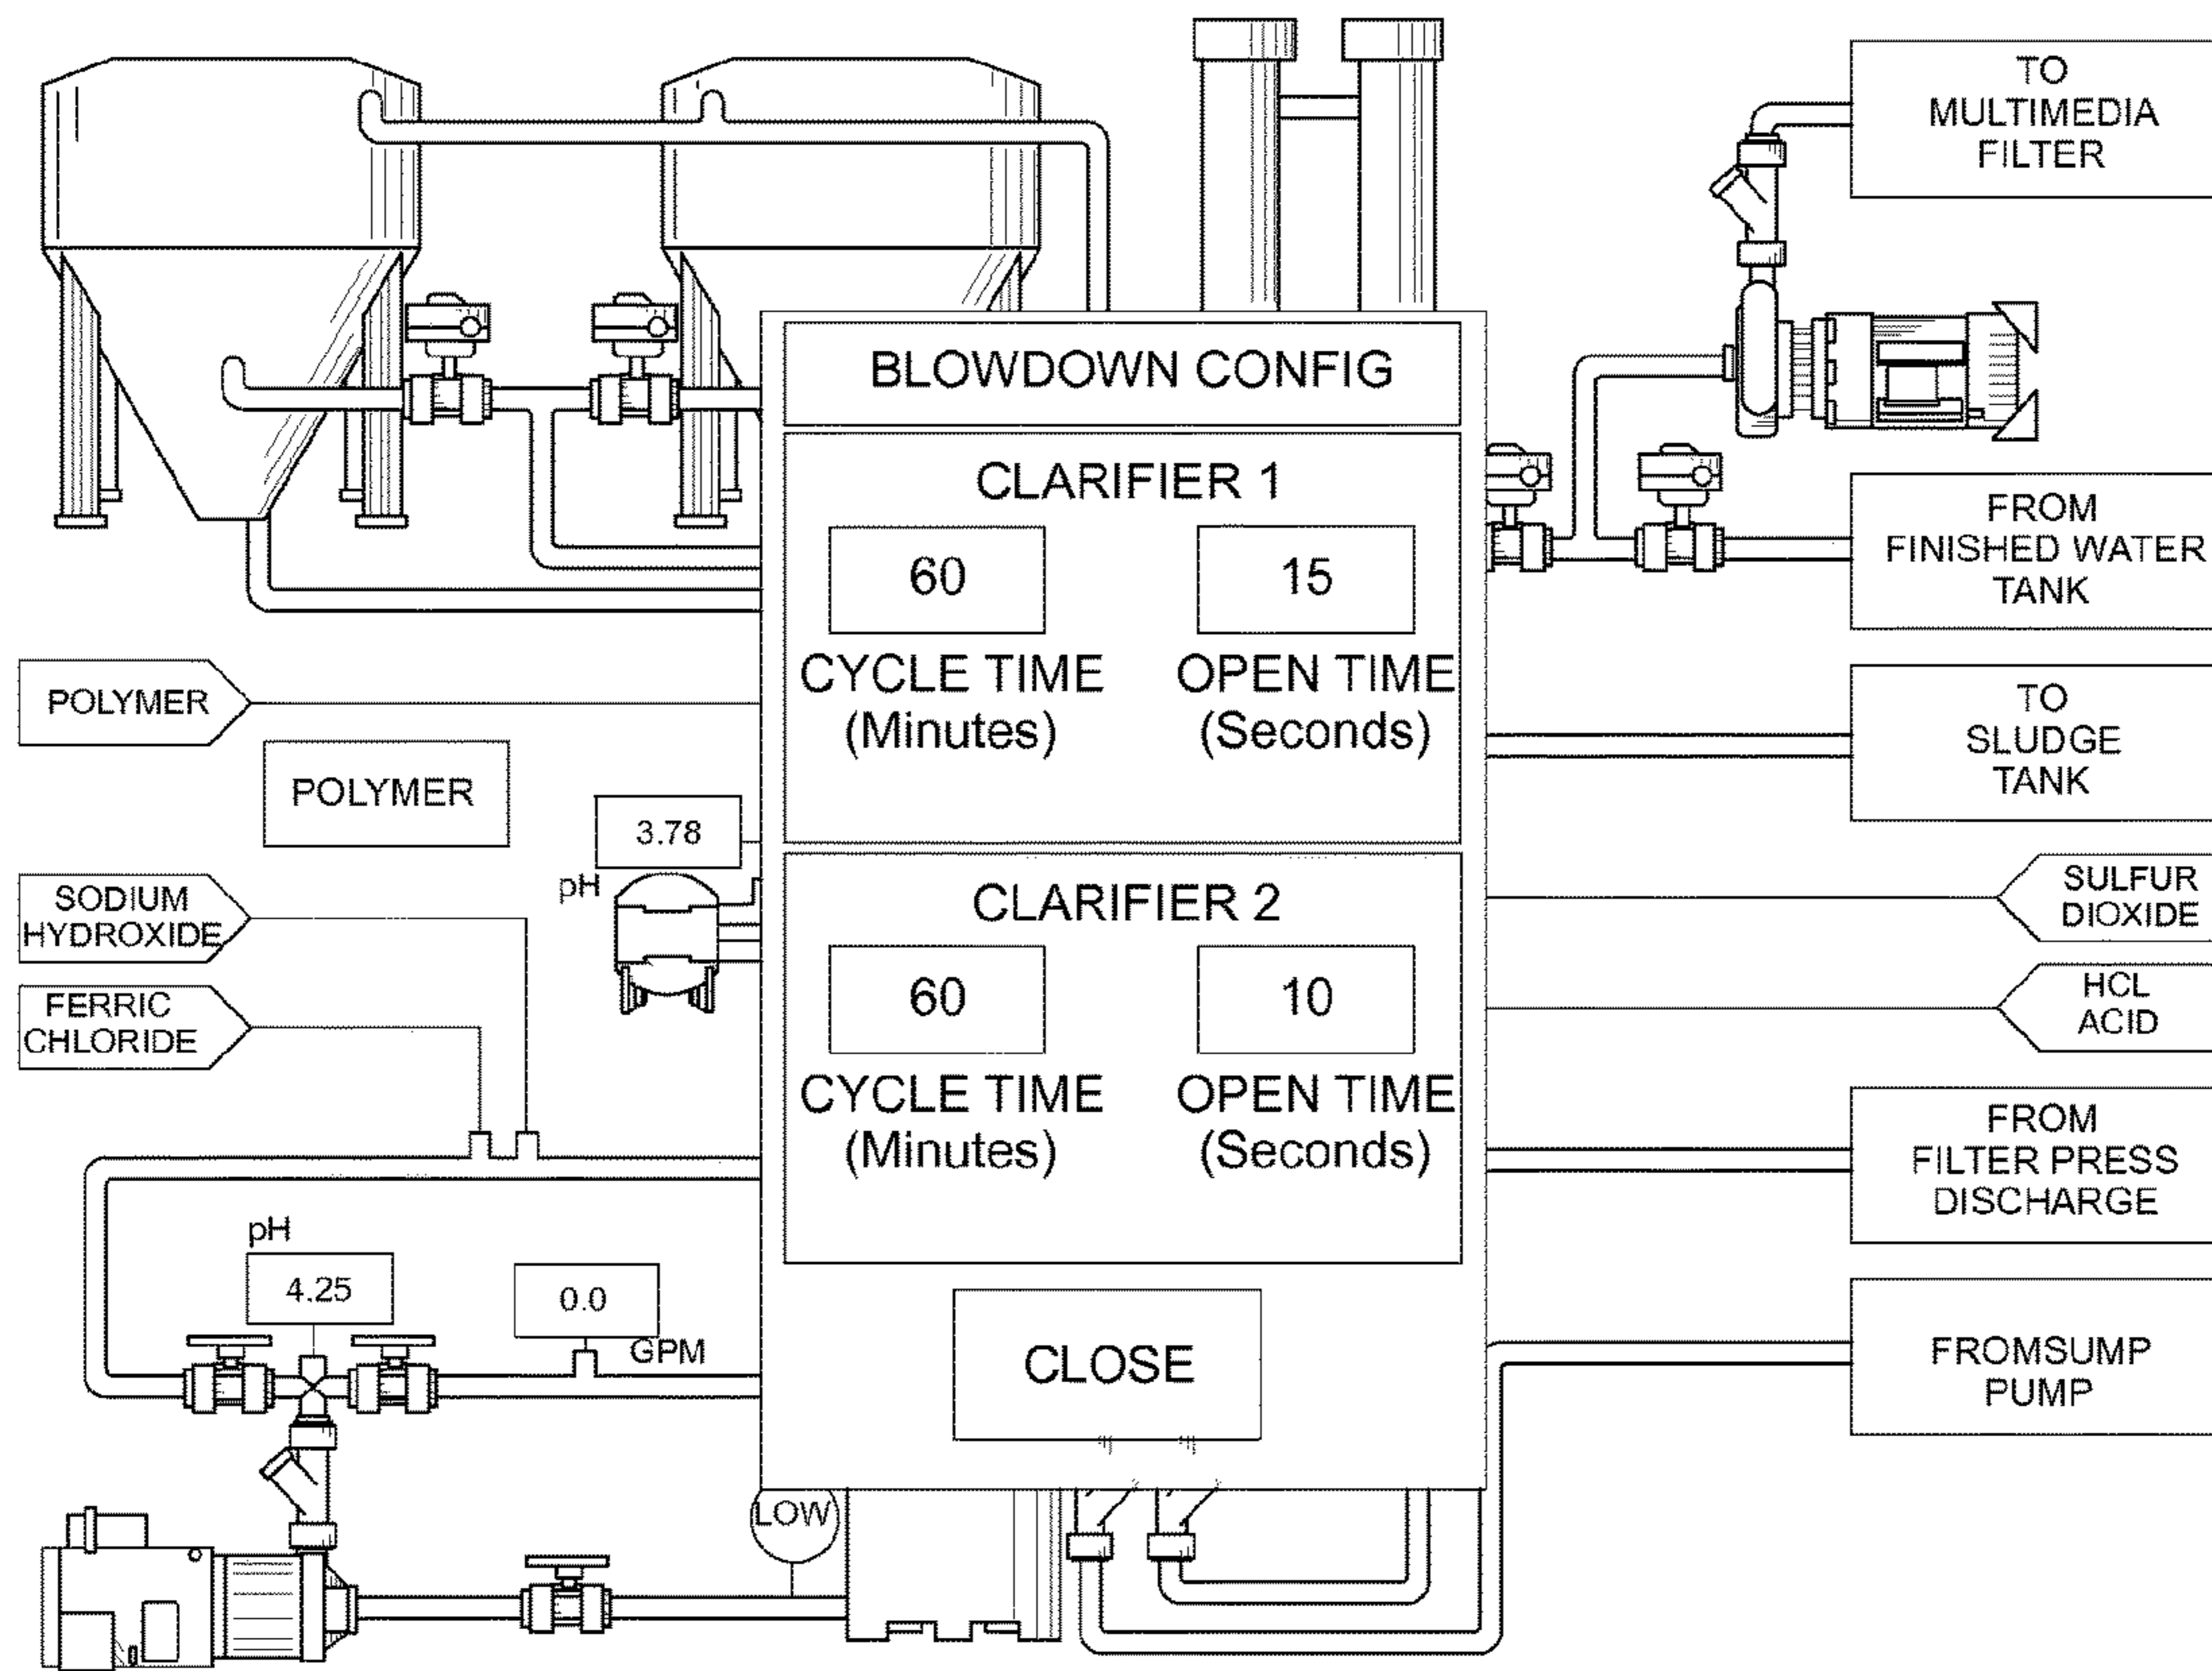 TO
MULTIMEDIA
FILTER
BLOWDOWN CONFIG
CLARIFIER 1
60
15
CYCLE TIME
(Minutes)
OPEN TIME
(Seconds)
CLARIFIER 2
60
10
CYCLE TIME
(Minutes)
OPEN TIME
(Seconds)
CLOSE
POLYMER
POLYMER
3.78
pH
SODIUM
HYDROXIDE
FERRIC
CHLORIDE
pH
4.25
0.0
GPM
LOW
FROM
FINISHED WATER
TANK
TO
SLUDGE
TANK
SULFUR
DIOXIDE
HCL
ACID
FROM
FILTER PRESS
DISCHARGE
FROMSUMP
PUMP